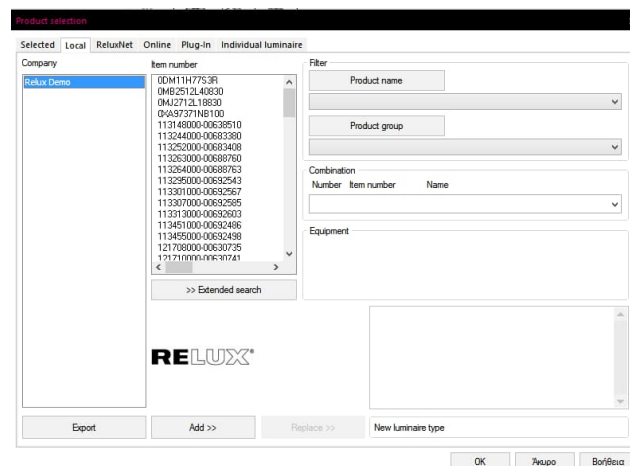 Product selection
Selected Local ReluxNet Online Plug-In Individual luminaire
Company
Relux Demo
Item number
0DM11H77S3R
0MB2512L40830
0MJ2712L18830
0XA97371NB100
113148000-00638510
113244000-00683380
113252000-00683408
113263000-00688760
113264000-00688763
113295000-00692543
113301000-00692567
113307000-00692585
113313000-00692603
113451000-00692486
113455000-00692498
121708000-00630735
121710000-00630741
>> Extended search
Filter
Product name
Product group
Combination
Number Item number Name
Equipment
RELUX®
Export
Add >>
Replace >>
New luminaire type
OK
Άκυρο
Βοήθεια